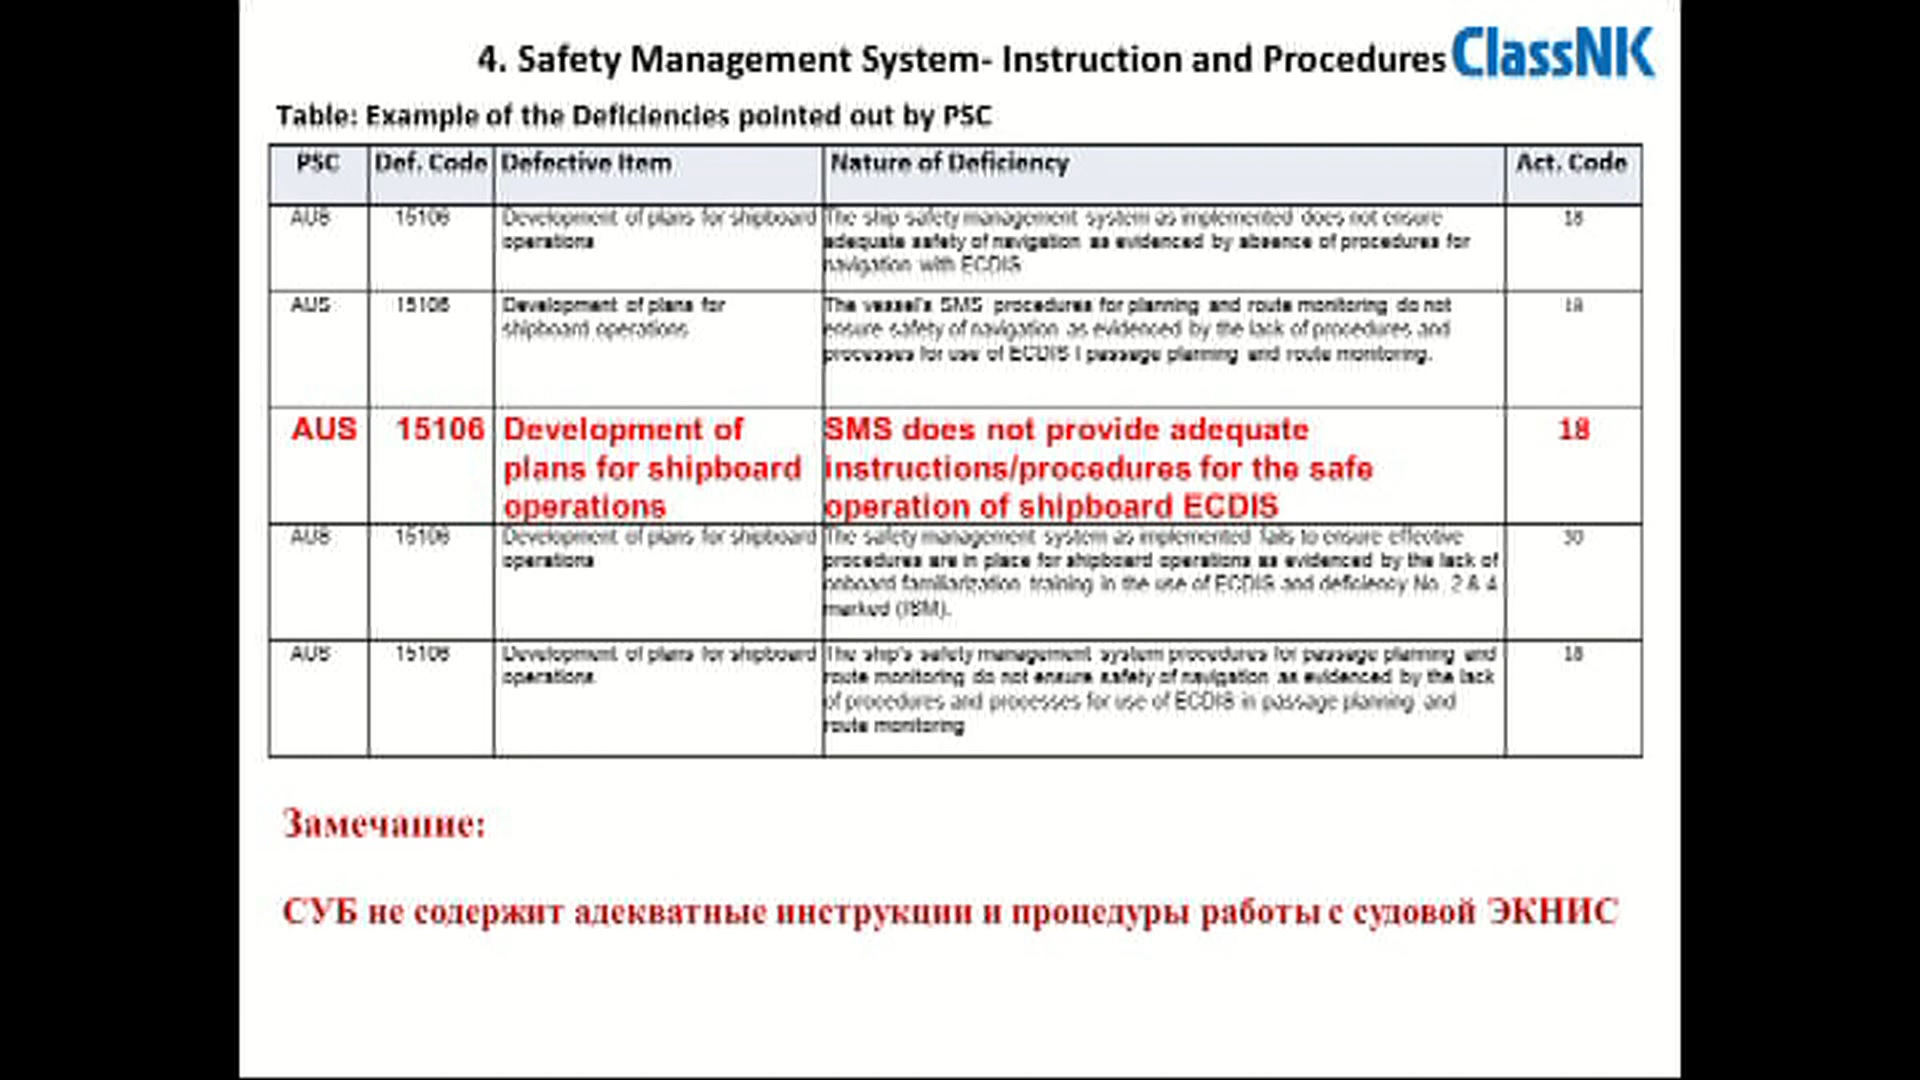 4. Safety Management System- Instruction and Procedures ClassNK
Table: Example of the Deficiencies pointed out by PSC
PSC Def. Code Defective Item Nature of Deficiency Act. Code
AUS 15106 Development of plans for shipboard The ship safety management system as implemented does not ensure 18
operations adequate safety of navigation as evidenced by absence of procedures for
navigation with ECDIS
AUS 15106 Development of plans for The vessel's SMS procedures for planning and route monitoring do not 18
shipboard operations ensure safety of navigation as evidenced by the lack of procedures and
processes for use of ECDIS I passage planning and route monitoring.
AUS 15106 Development of SMS does not provide adequate 18
plans for shipboard instructions/procedures for the safe
operations operation of shipboard ECDIS
AUS 15106 Development of plans for shipboard The safety management system as implemented fails to ensure effective 30
operations procedures are in place for shipboard operations as evidenced by the lack of
onboard familiarization training in the use of ECDIS and deficiency No. 2 & 4
marked (ISM).
AUS 15106 Development of plans for shipboard The ship's safety management system procedures for passage planning and 18
operations route monitoring do not ensure safety of navigation as evidenced by the lack
of procedures and processes for use of ECDIS in passage planning and
route monitoring
Замечание:
СУБ не содержит адекватные инструкции и процедуры работы с судовой ЭКНИС